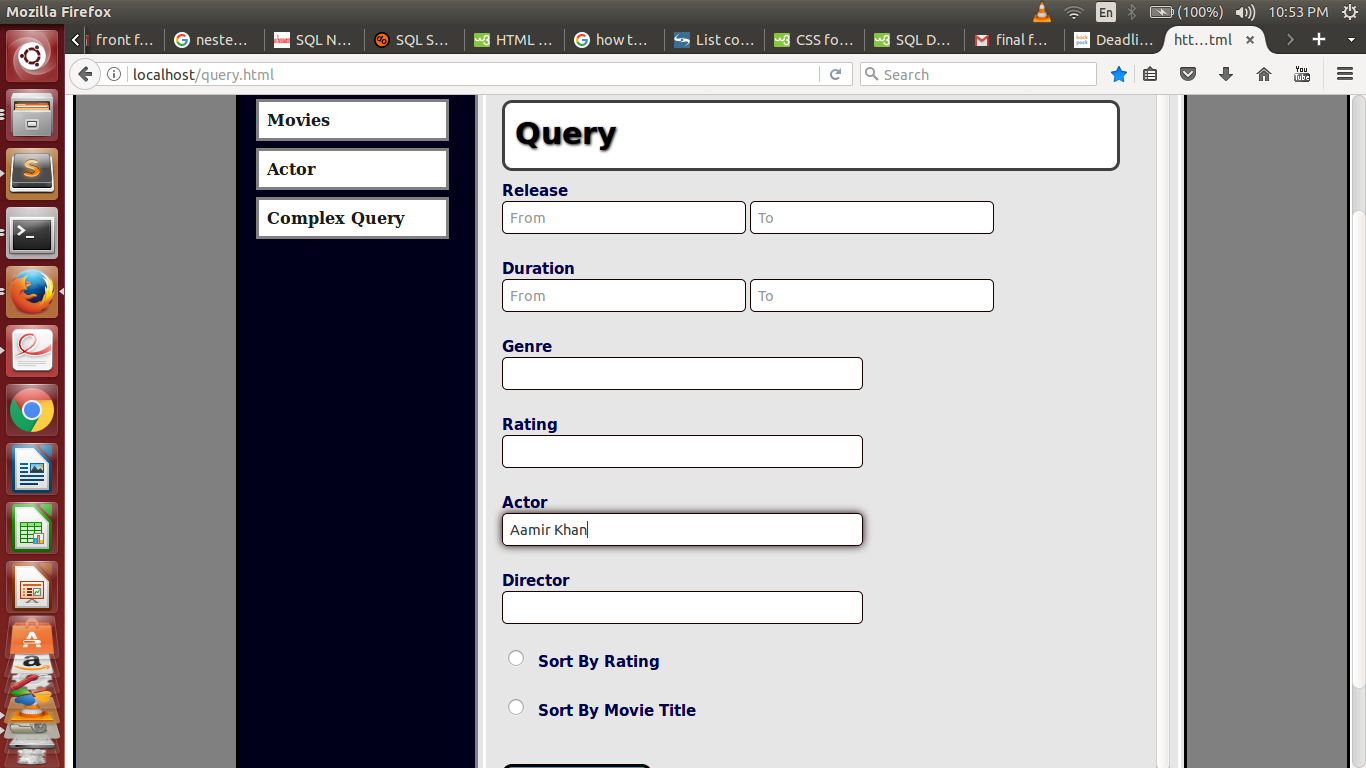 Mozilla Firefox
En (100%) 10:53 PM
front f... neste... SQL N... SQL S... HTML ... how t... List co... CSS fo... SQL D... final f... Deadli... htt...tml
localhost/query.html Search
Movies
Actor
Complex Query
Query
Release
From To
Duration
From To
Genre
Rating
Actor
Aamir Khan
Director
Sort By Rating
Sort By Movie Title